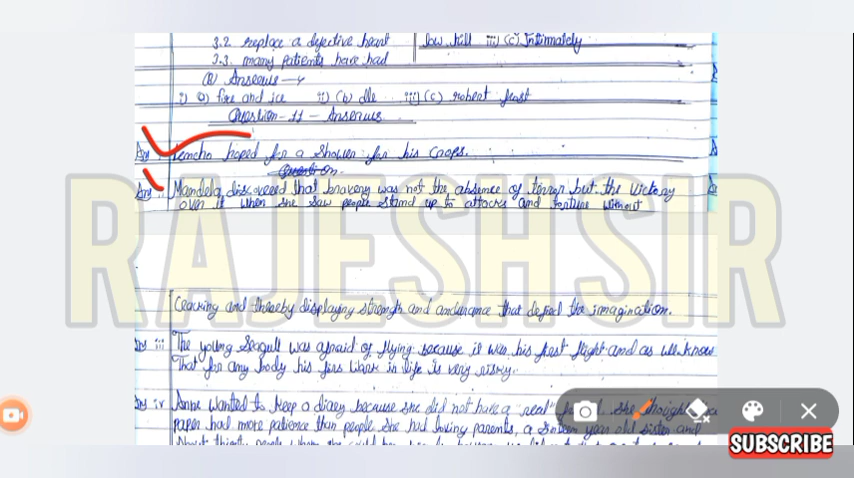 3.2. replace a defective heart
3.3. many patients have had
low hill iii) (c) Intimately
(B) Answers →
i) (a) fire and ice ii) (b) dle iii) (c) robert frost
Question - 11 - Answers
Ans Lencho hoped for a shower for his crops.
Question
Ans Mandela discovered that bravery was not the absence of terror but the victory
over it when she saw people stand up to attacks and torture without
RAJESH SIR
cracking and thereby displaying strength and endurance that defied the imagination.
Ans iii The young Seagull was afraid of flying because it was his first flight and as we know
That for any body his firs Work in life is very risky.
Ans iv Anne wanted to keep a diary because she did not have a "real" She thought
paper had more patience than people She had loving parents, a sixteen year old sister and
SUBSCRIBE